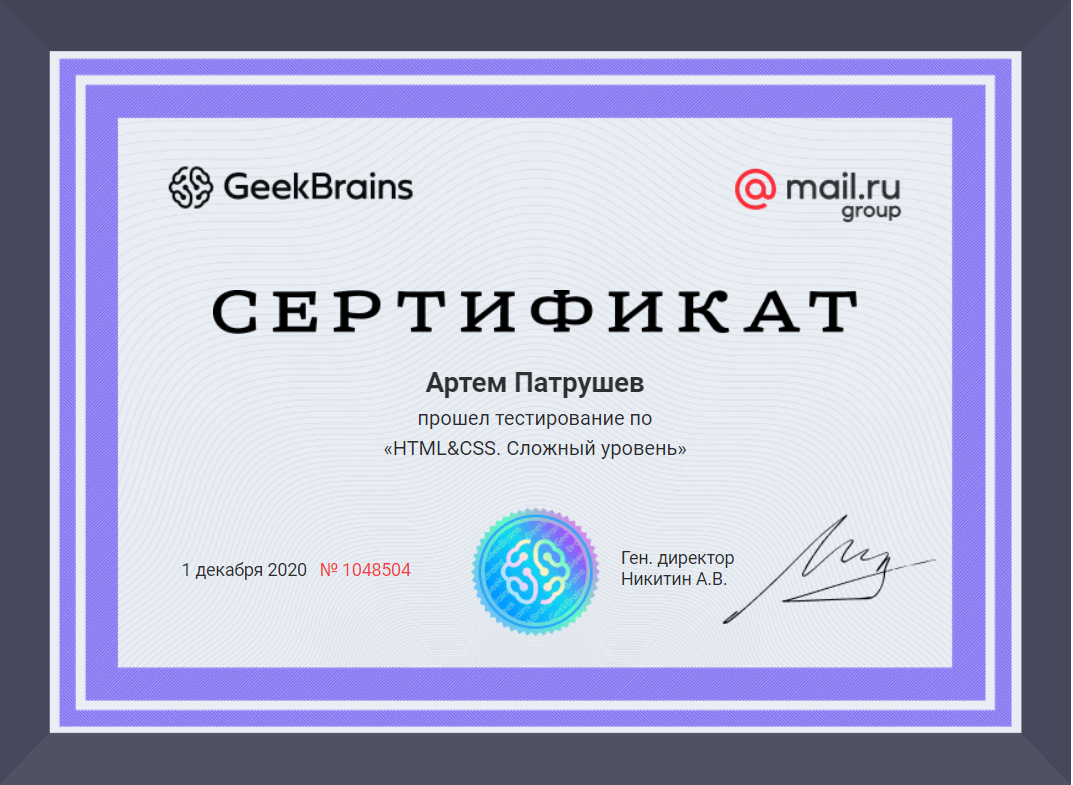 GeekBrains
mail.ru
group
СЕРТИФИКАТ
Артем Патрушев
прошел тестирование по
«HTML&CSS. Сложный уровень»
1 декабря 2020 № 1048504
Ген. директор
Никитин А.В.